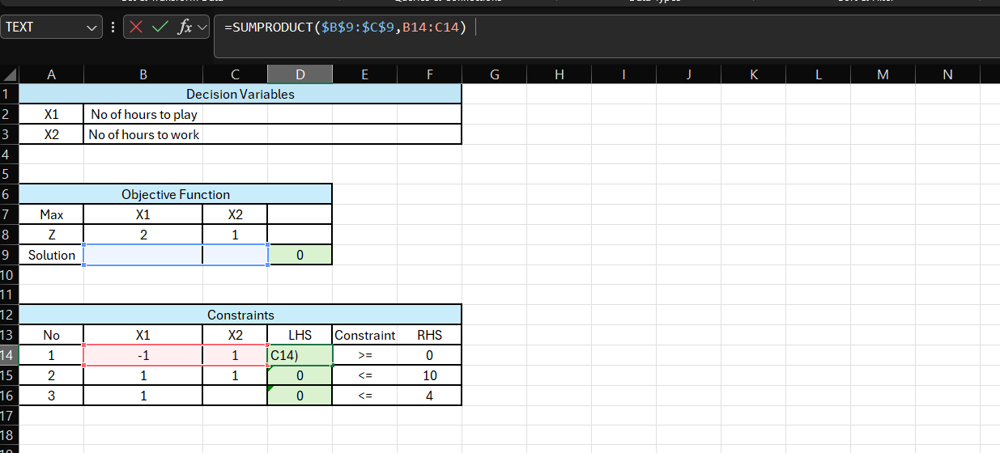 TEXT fx =SUMPRODUCT($B$9:$C$9,B14:C14)
A B C D E F G H I J K L M N
1 Decision Variables
2 X1 No of hours to play
3 X2 No of hours to work
4
5
6 Objective Function
7 Max X1 X2
8 Z 2 1
9 Solution 0
10
11
12 Constraints
13 No X1 X2 LHS Constraint RHS
14 1 -1 1 C14) >= 0
15 2 1 1 0 <= 10
16 3 1 0 <= 4
17
18